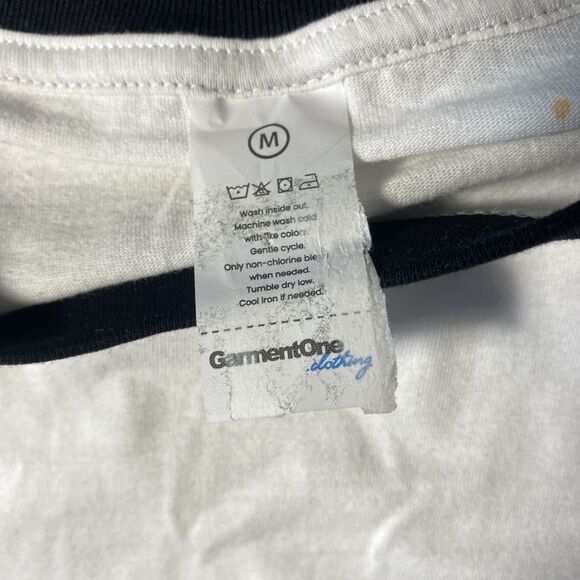 M
Wash inside out.
Machine wash cold
with like color.
Gentle cycle.
Only non-chlorine
when needed.
Tumble dry low.
Cool iron if needed.
GarmentOne
clothing